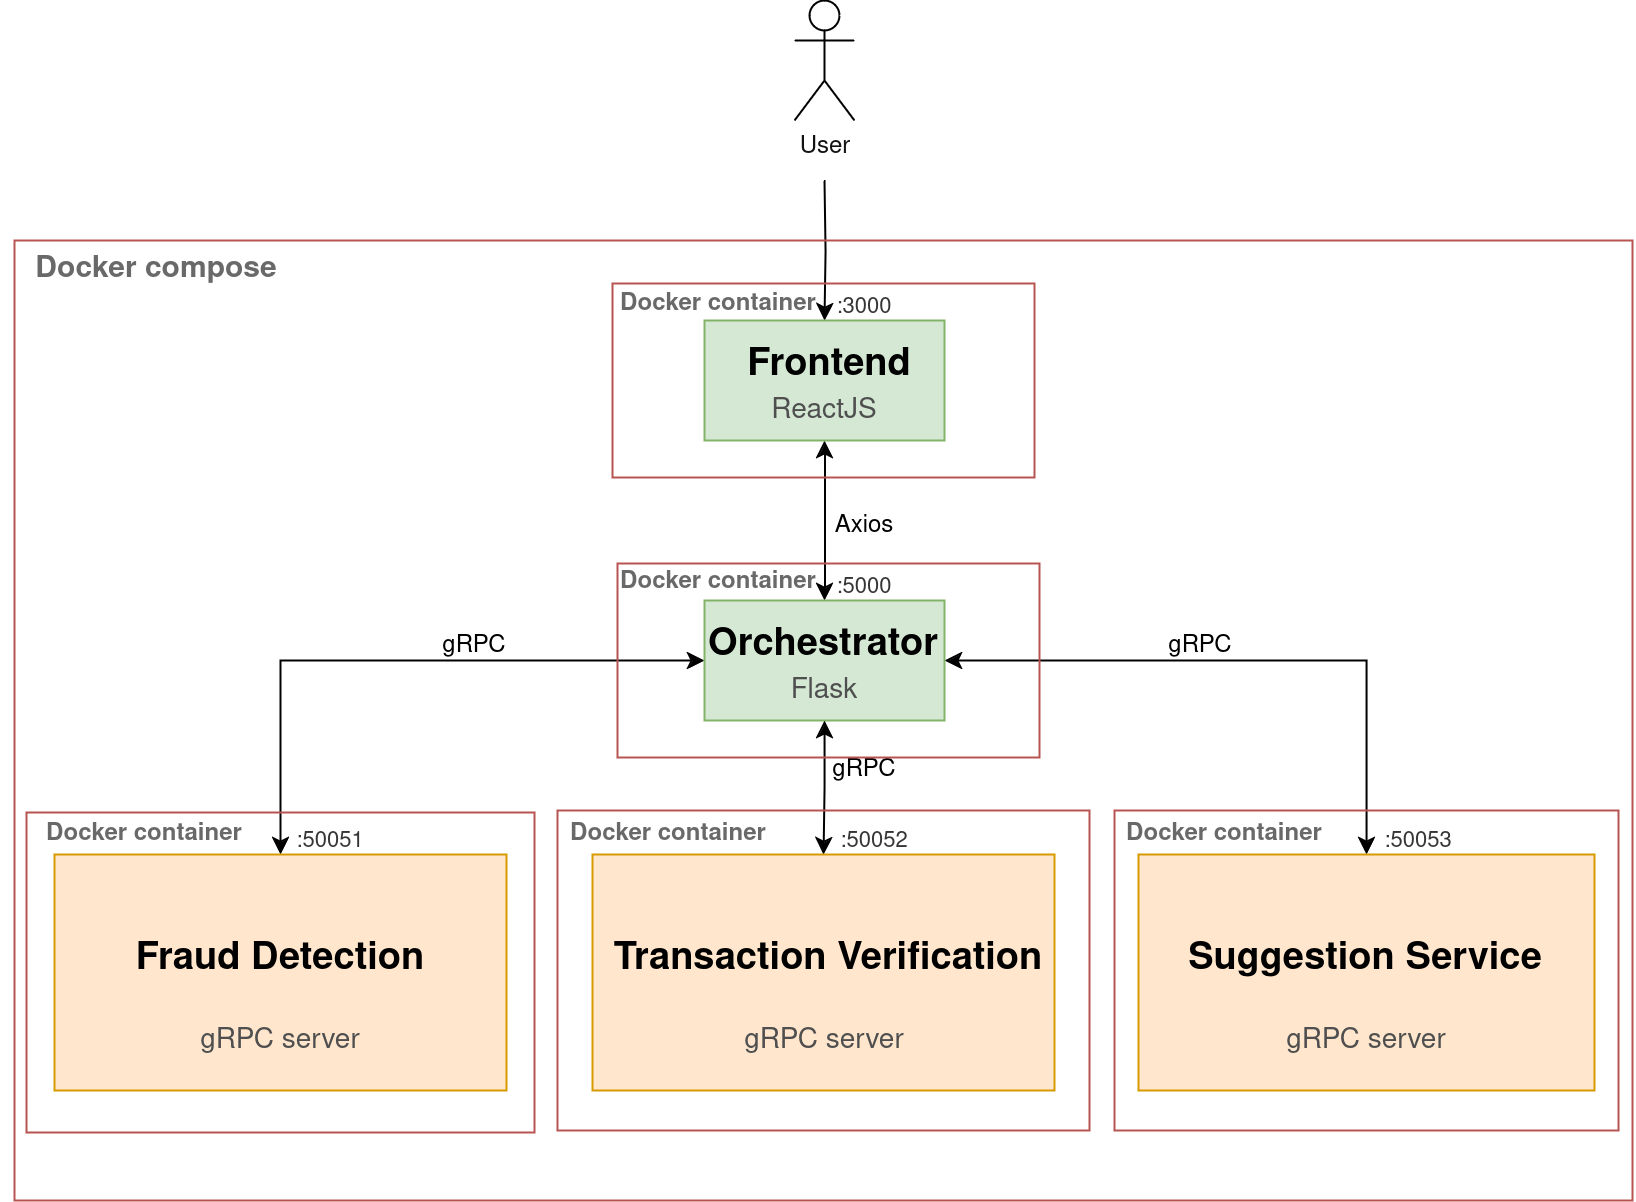 User
Docker compose
Docker container
:3000
Frontend
ReactJS
Axios
Docker container
:5000
Orchestrator
Flask
gRPC
gRPC
gRPC
Docker container
:50051
Fraud Detection
gRPC server
Docker container
:50052
Transaction Verification
gRPC server
Docker container
:50053
Suggestion Service
gRPC server